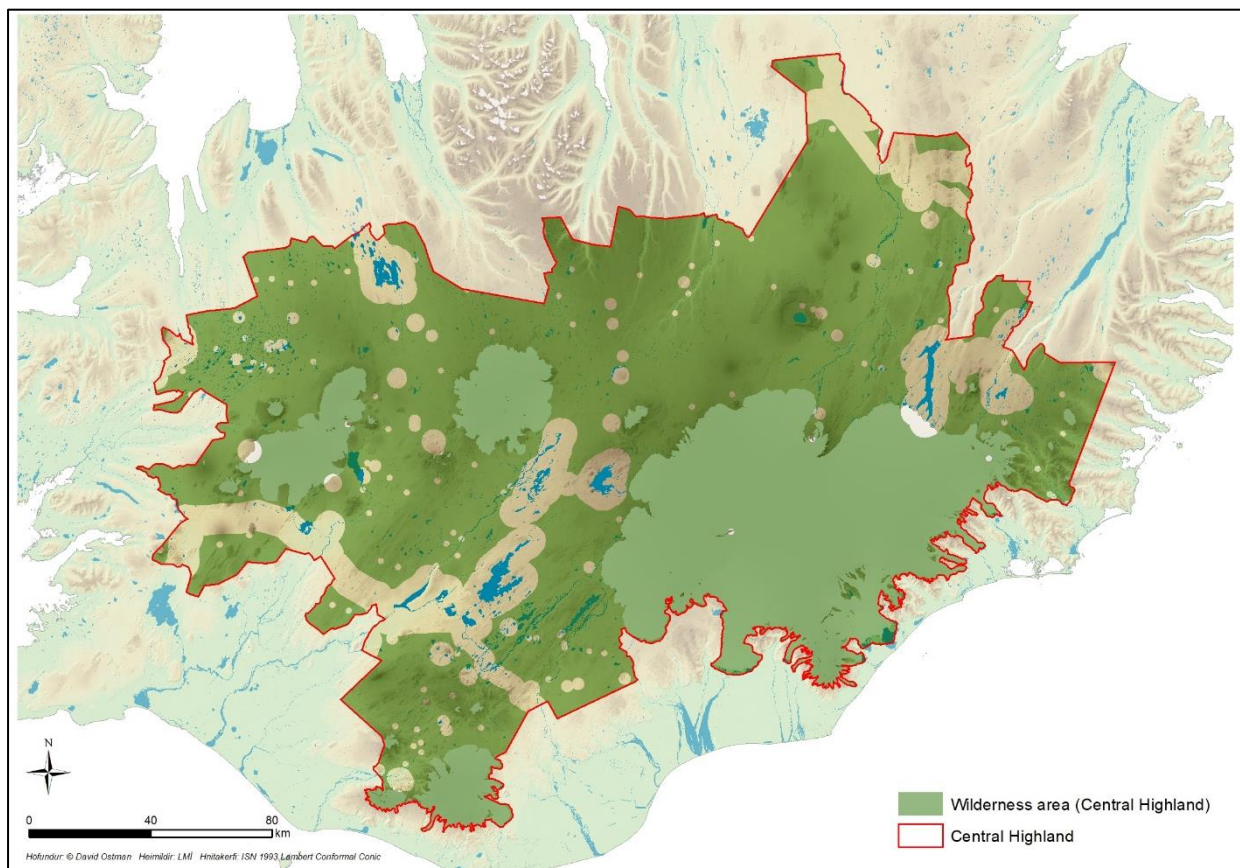 N
0 40 80
km
Wilderness area (Central Highland)
Central Highland
Höfundur: © David Ostman Heimildir: LMÍ Hnitakerfi: ISN 1993,Lambert Conformal Conic